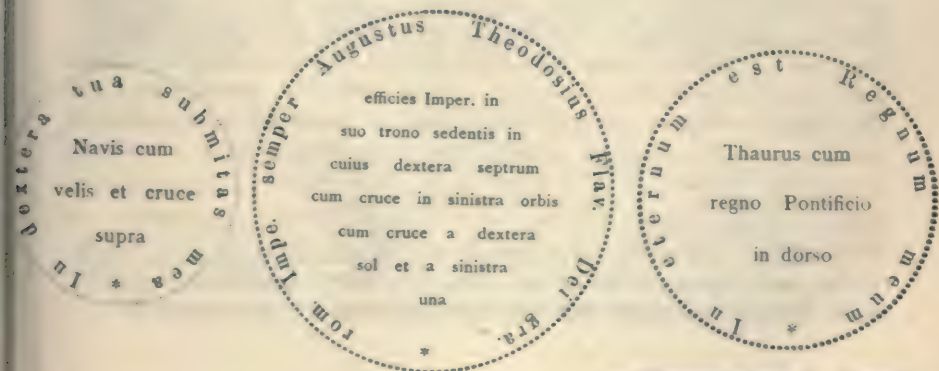 * In dextera tua submitas mea
Navis cum
velis et cruce
supra
* rom. Impe. semper Augustus Theodosius Flav. Dei gra.
efficies Imper. in
suo trono sedentis in
cuius dextera septrum
cum cruce in sinistra orbis
cum cruce a dextera
sol et a sinistra
una
* In eternum est Regnum meum
Thaurus cum
regno Pontificio
in dorso